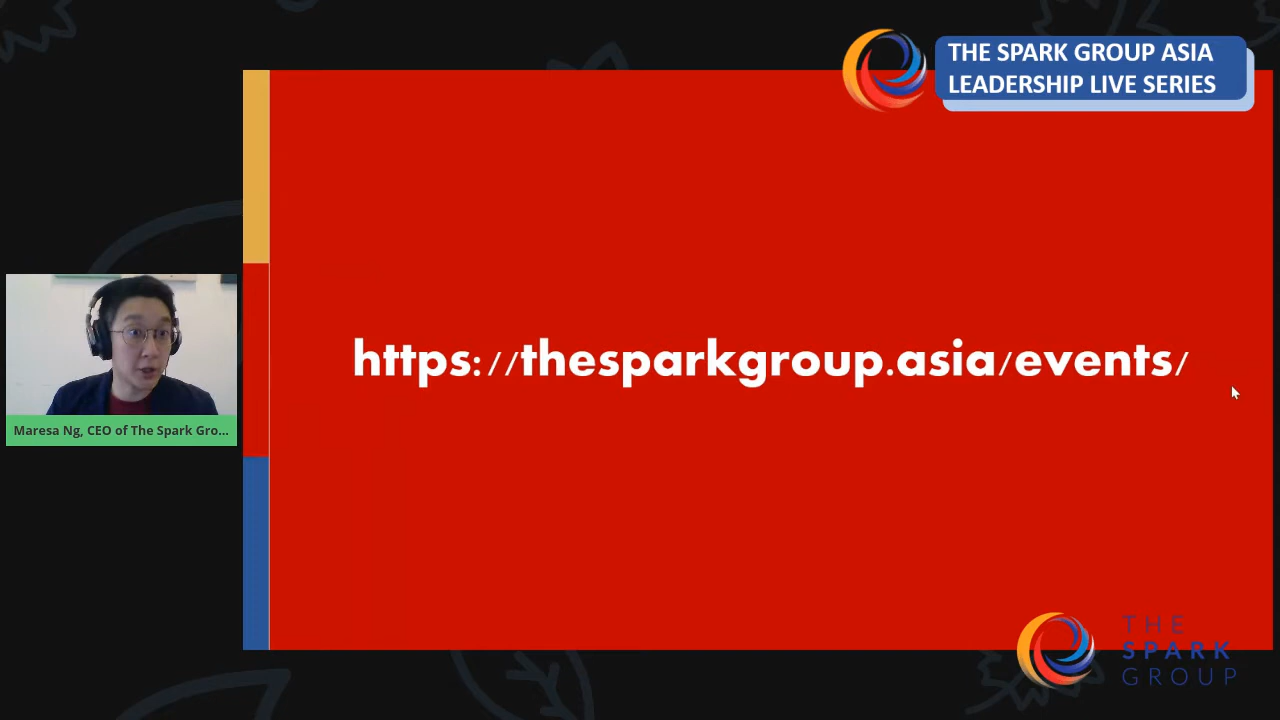 THE SPARK GROUP ASIA
LEADERSHIP LIVE SERIES
https://thesparkgroup.asia/events/
Maresa Ng, CEO of The Spark Gro...
THE
SPARK
GROUP